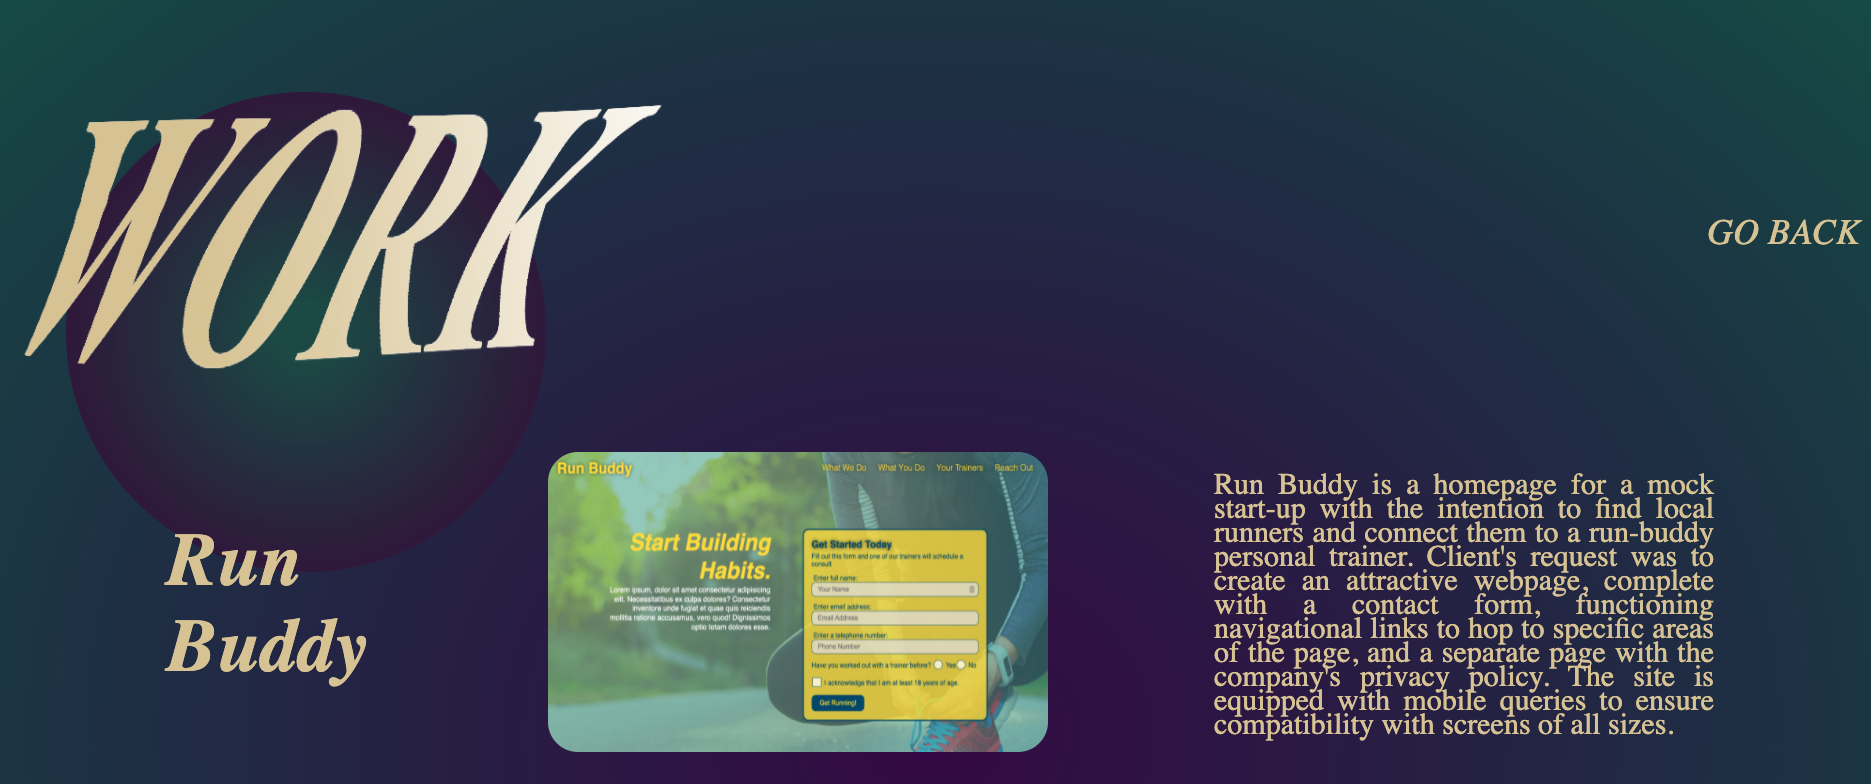 WORK
GO BACK
Run
Buddy
Run Buddy
What We Do What You Do Your Trainers Reach Out
Start Building
Habits.
Lorem ipsum, dolor sit amet consectetur adipisicing
elit. Necessitatibus ex culpa dolores? Consectetur
inventore unde fugiat et quae quis reiciendis
mollitia ratione accusamus, vero quod! Dignissimos
optio totam dolores esse.
Get Started Today
Fill out this form and one of our trainers will schedule a
consult
Enter full name:
Your Name
Enter email address:
Email Address
Enter a telephone number:
Phone Number
Have you worked out with a trainer before? Yes No
I acknowledge that I am at least 18 years of age.
Get Running!
Run Buddy is a homepage for a mock
start-up with the intention to find local
runners and connect them to a run-buddy
personal trainer. Client's request was to
create an attractive webpage, complete
with a contact form, functioning
navigational links to hop to specific areas
of the page, and a separate page with the
company's privacy policy. The site is
equipped with mobile queries to ensure
compatibility with screens of all sizes.